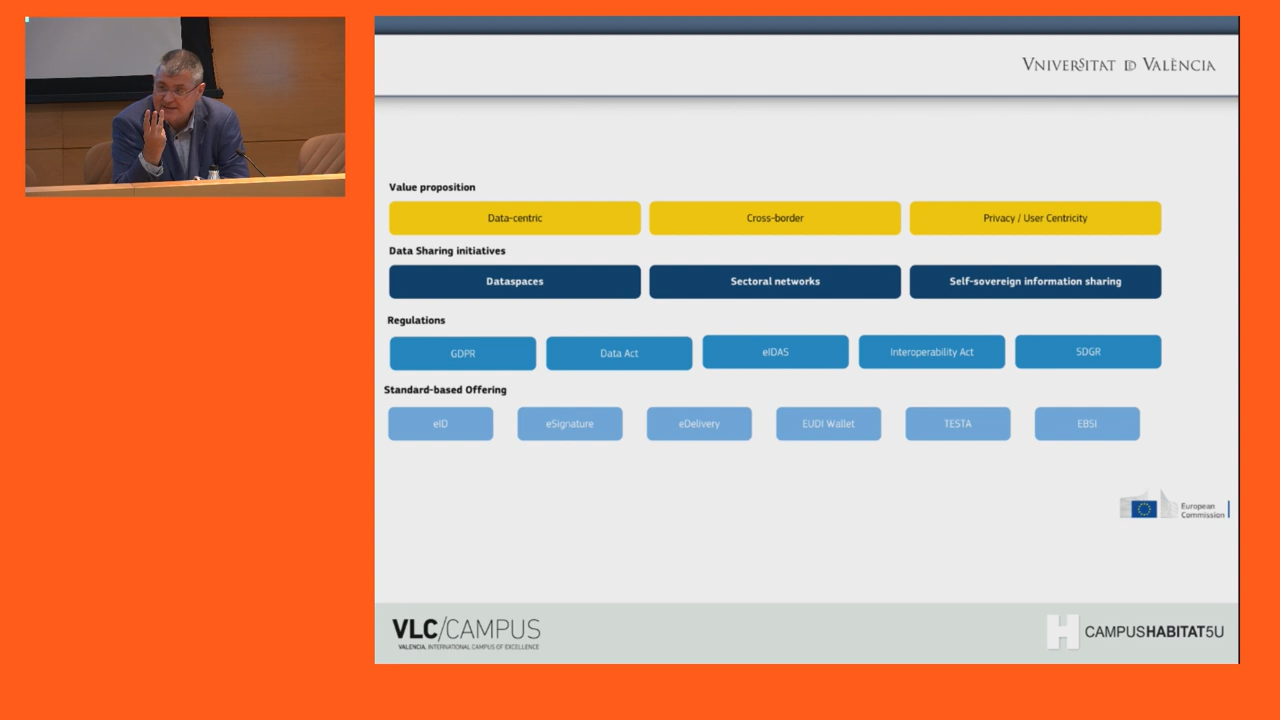 VNIVERSITAT ID VALÈNCIA
Value proposition
Data-centric
Cross-border
Privacy / User Centricity
Data Sharing initiatives
Dataspaces
Sectoral networks
Self-sovereign information sharing
Regulations
GDPR
Data Act
eIDAS
Interoperability Act
SDGR
Standard-based Offering
eID
eSignature
eDelivery
EUDI Wallet
TESTA
EBSI
European
Commission
VLC/CAMPUS
VALENCIA, INTERNATIONAL CAMPUS OF EXCELLENCE
H CAMPUSHABITAT5U